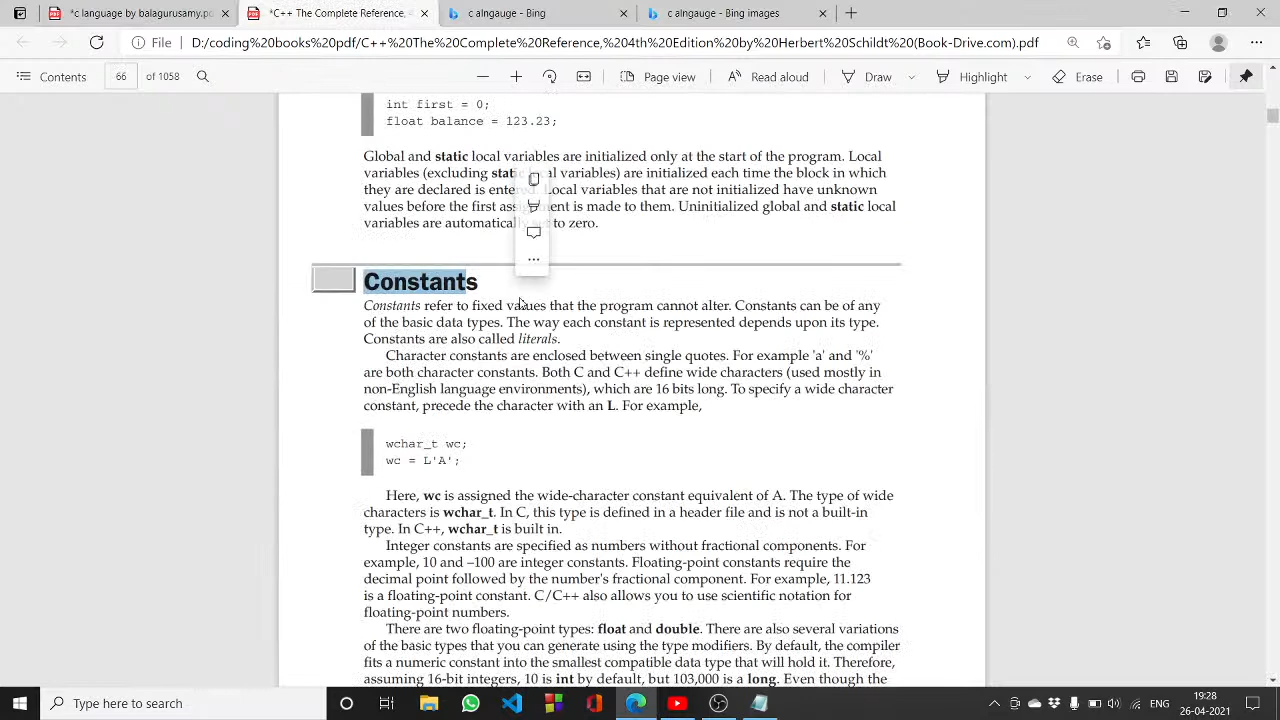 *c language by balagurusamy.pd
*C++ The Complete Reference,
c langauge - Bing
c alngauge - Bing images
File
D:/coding%20books%20pdf/C++%20The%20Complete%20Reference,%204th%20Edition%20by%20Herbert%20Schildt%20(Book-Drive.com).pdf
Contents
66
of 1058
Page view
Read aloud
Draw
Highlight
Erase
int first = 0;
float balance = 123.23;
Global and static local variables are initialized only at the start of the program. Local
variables (excluding static local variables) are initialized each time the block in which
they are declared is entered. Local variables that are not initialized have unknown
values before the first assignment is made to them. Uninitialized global and static local
variables are automatically set to zero.
Constants
Constants refer to fixed values that the program cannot alter. Constants can be of any
of the basic data types. The way each constant is represented depends upon its type.
Constants are also called literals.
Character constants are enclosed between single quotes. For example 'a' and '%'
are both character constants. Both C and C++ define wide characters (used mostly in
non-English language environments), which are 16 bits long. To specify a wide character
constant, precede the character with an L. For example,
wchar_t wc;
wc = L'A';
Here, wc is assigned the wide-character constant equivalent of A. The type of wide
characters is wchar_t. In C, this type is defined in a header file and is not a built-in
type. In C++, wchar_t is built in.
Integer constants are specified as numbers without fractional components. For
example, 10 and –100 are integer constants. Floating-point constants require the
decimal point followed by the number's fractional component. For example, 11.123
is a floating-point constant. C/C++ also allows you to use scientific notation for
floating-point numbers.
There are two floating-point types: float and double. There are also several variations
of the basic types that you can generate using the type modifiers. By default, the compiler
fits a numeric constant into the smallest compatible data type that will hold it. Therefore,
assuming 16-bit integers, 10 is int by default, but 103,000 is a long. Even though the
Type here to search
ENG
19:28
26-04-2021